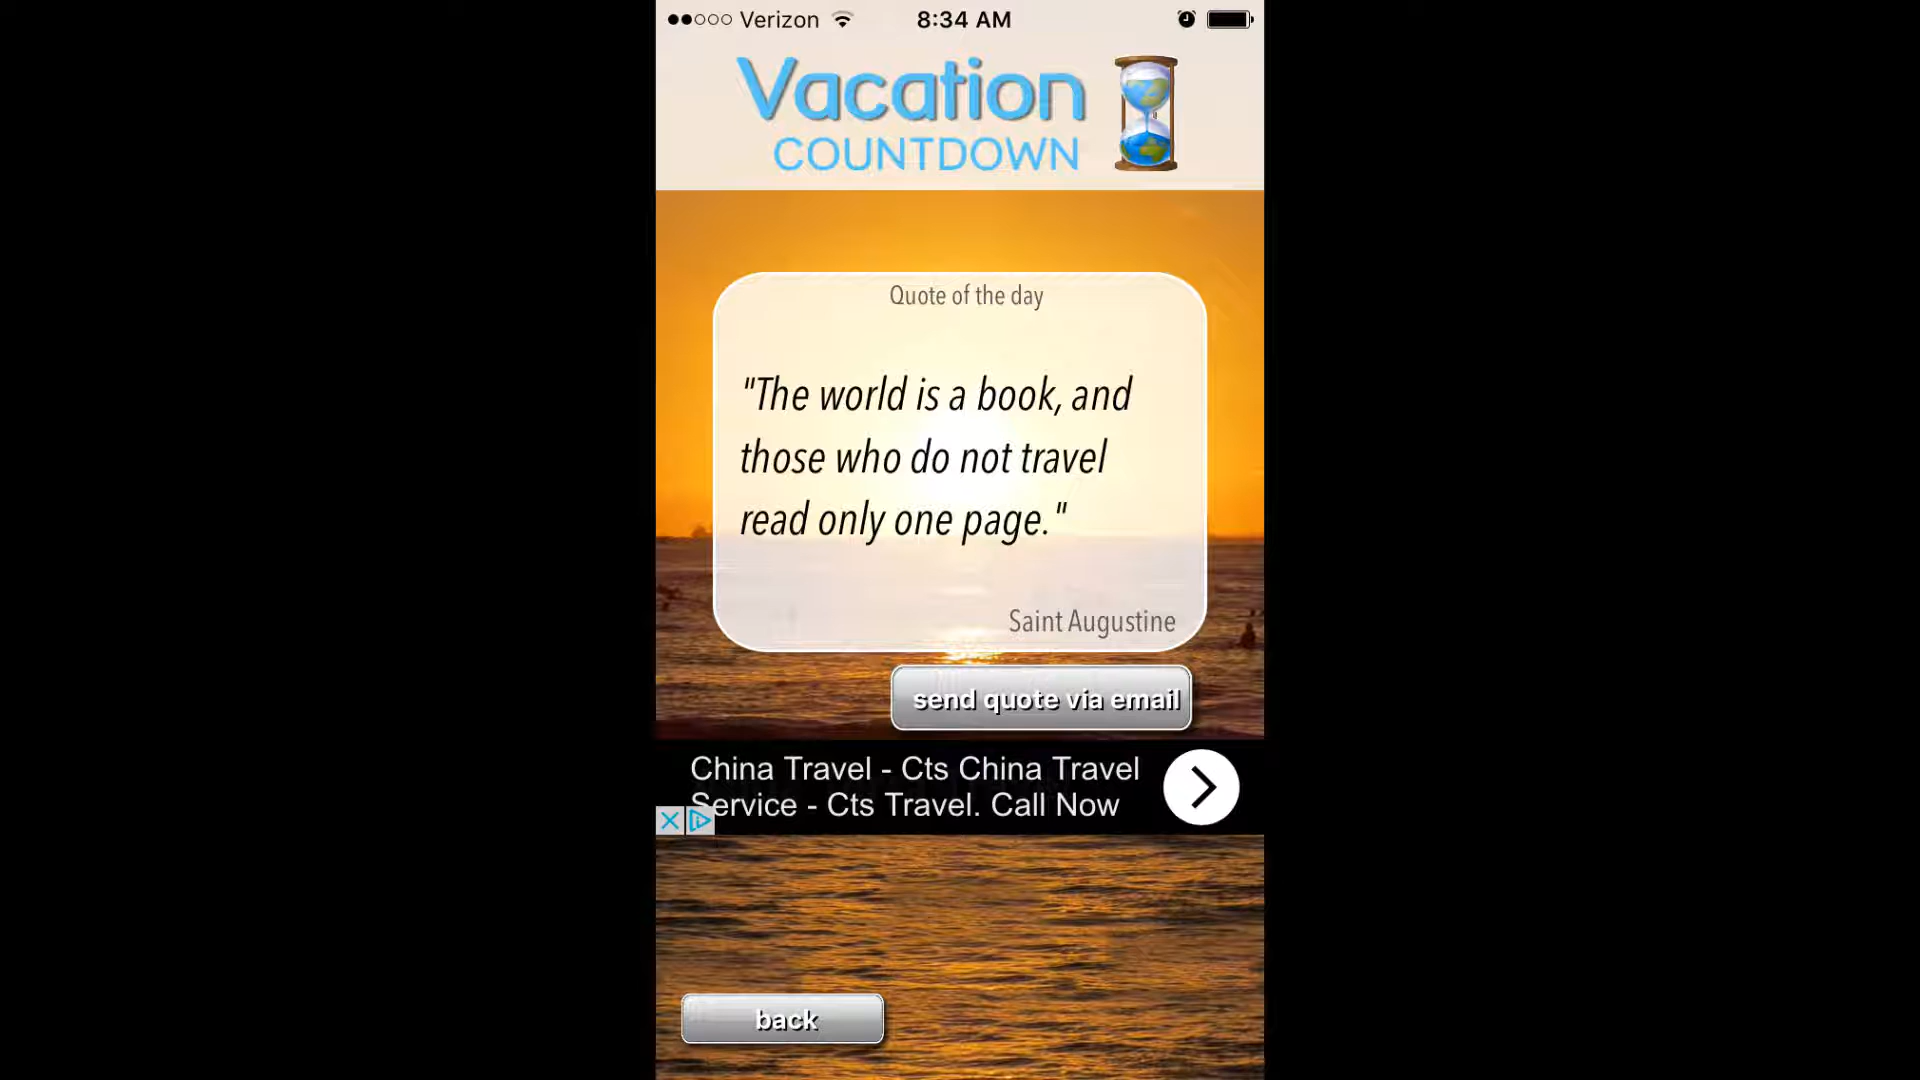 Verizon 8:34 AM
Vacation
COUNTDOWN
Quote of the day
"The world is a book, and
those who do not travel
read only one page."
Saint Augustine
send quote via email
China Travel - Cts China Travel
Service - Cts Travel. Call Now
back